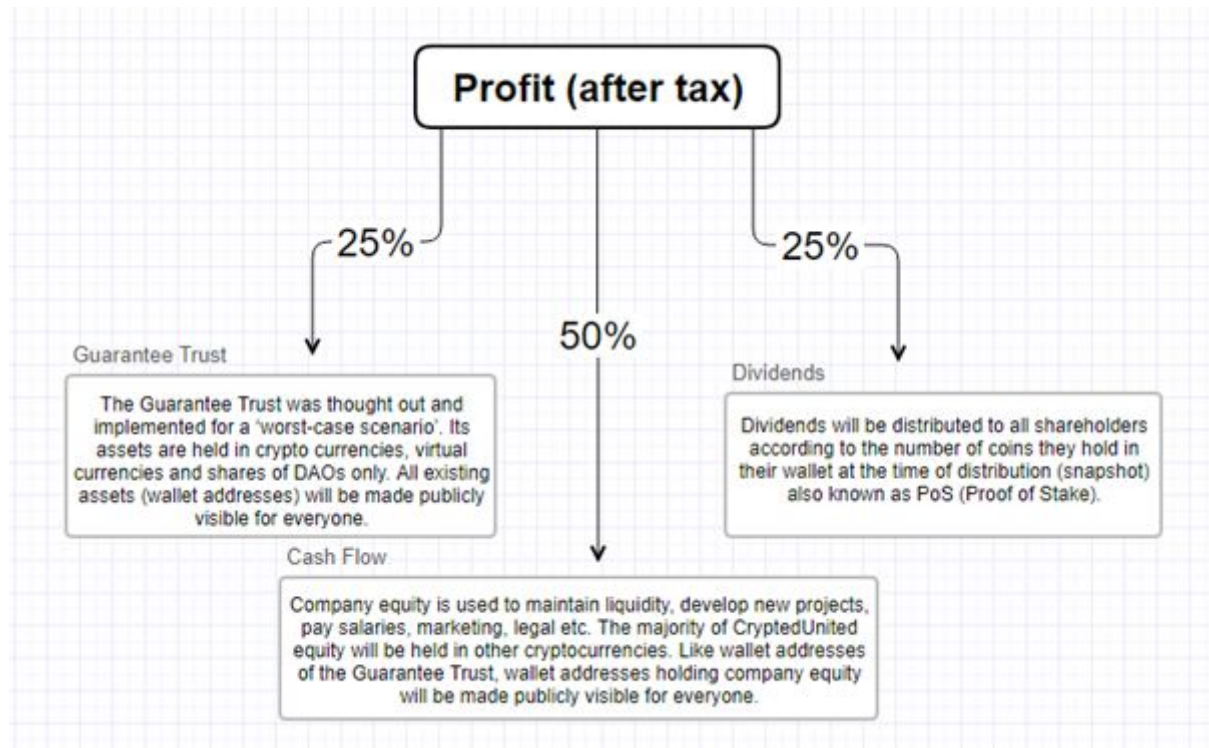 Profit (after tax)
25%
25%
50%
Guarantee Trust
The Guarantee Trust was thought out and
implemented for a ‘worst-case scenario’. Its
assets are held in crypto currencies, virtual
currencies and shares of DAOs only. All existing
assets (wallet addresses) will be made publicly
visible for everyone.
Dividends
Dividends will be distributed to all shareholders
according to the number of coins they hold in
their wallet at the time of distribution (snapshot)
also known as PoS (Proof of Stake).
Cash Flow
Company equity is used to maintain liquidity, develop new projects,
pay salaries, marketing, legal etc. The majority of CryptedUnited
equity will be held in other cryptocurrencies. Like wallet addresses
of the Guarantee Trust, wallet addresses holding company equity
will be made publicly visible for everyone.